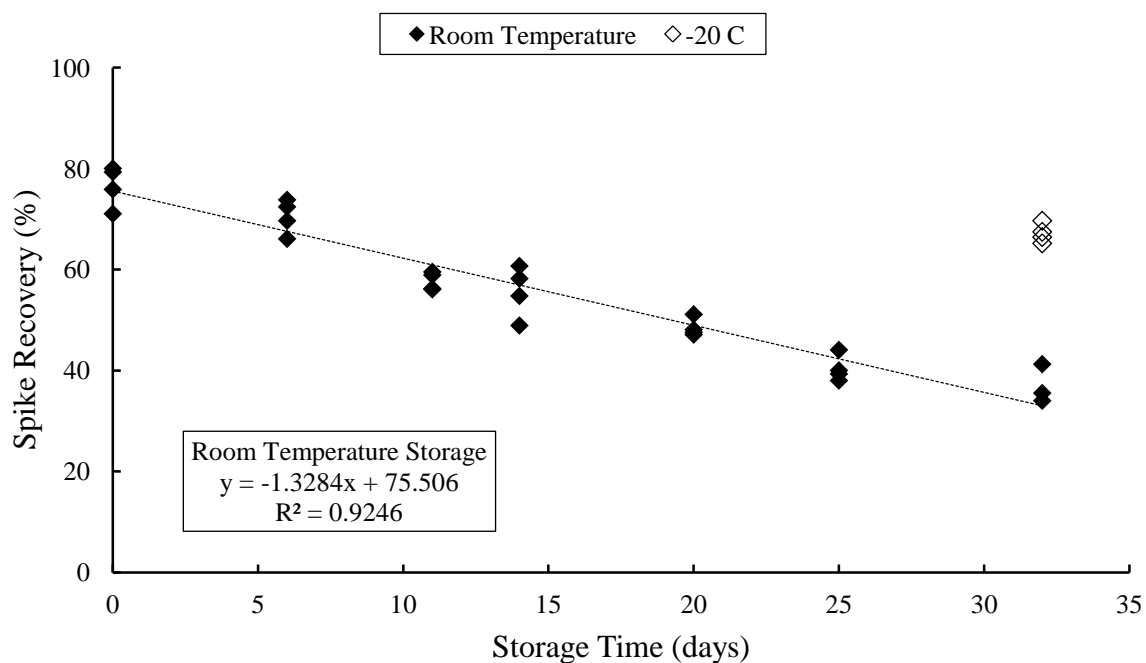 Room Temperature -20 C
100
80
60
40
20
0
Spike Recovery (%)
Room Temperature Storage
y = -1.3284x + 75.506
R² = 0.9246
0 5 10 15 20 25 30 35
Storage Time (days)